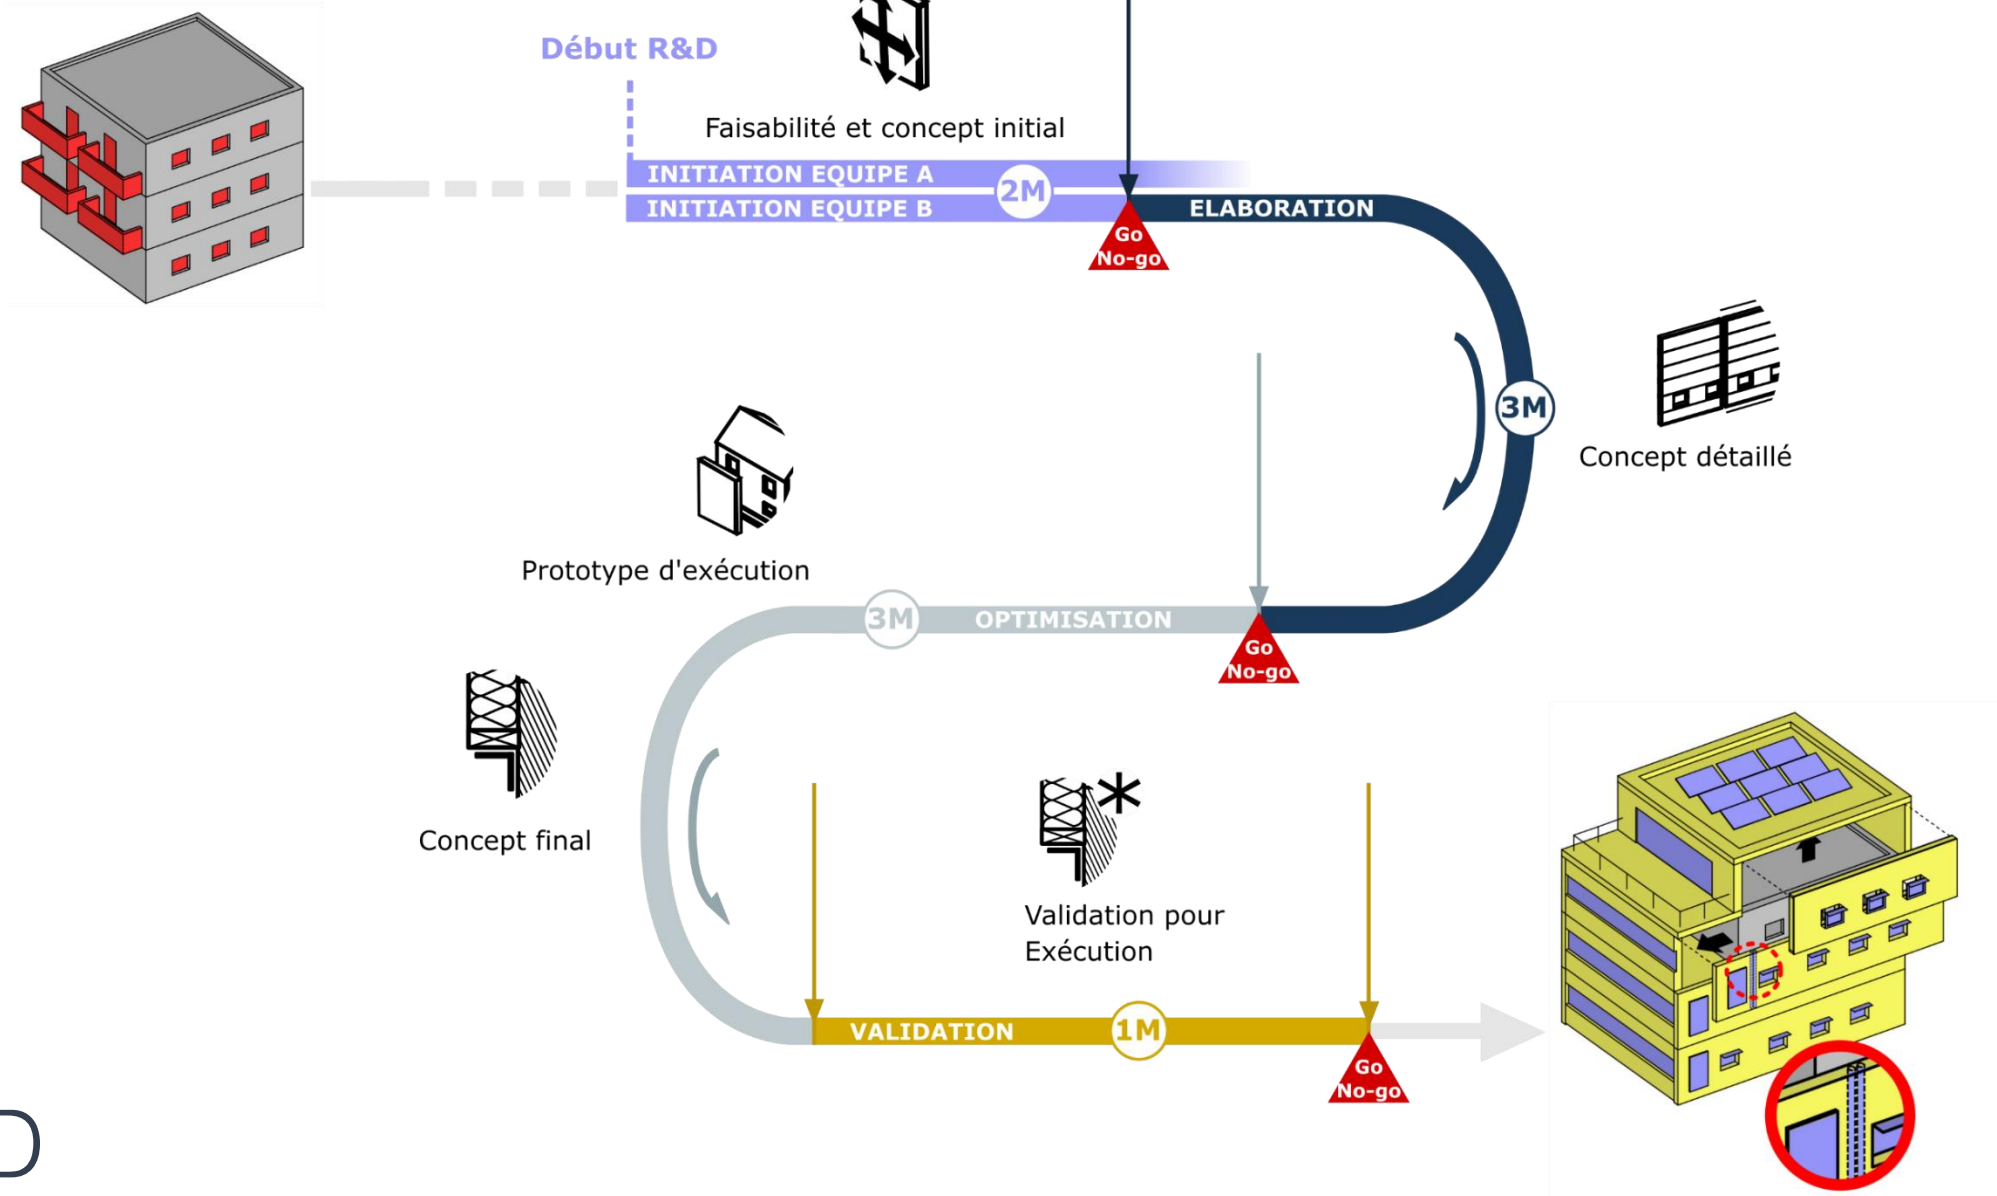 Début R&D
Faisabilité et concept initial
INITIATION EQUIPE A
2M
INITIATION EQUIPE B
ELABORATION
Go
No-go
3M
Concept détaillé
Prototype d'exécution
3M
OPTIMISATION
Go
No-go
Concept final
Validation pour
Exécution
VALIDATION
1M
Go
No-go